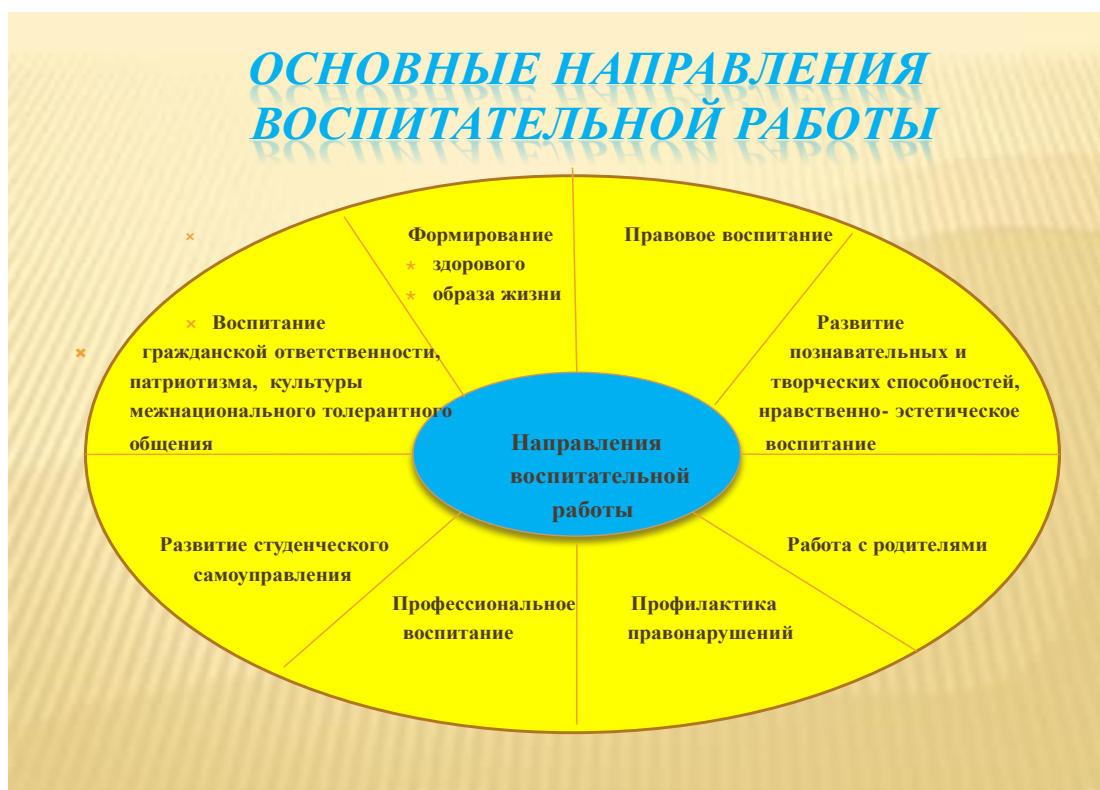 ОСНОВНЫЕ НАПРАВЛЕНИЯ
ВОСПИТАТЕЛЬНОЙ РАБОТЫ
Формирование
здорового
образа жизни
Правовое воспитание
Воспитание
гражданской ответственности,
патриотизма, культуры
межнационального толерантного
общения
Развитие
познавательных и
творческих способностей,
нравственно- эстетическое
воспитание
Направления
воспитательной
работы
Развитие студенческого
самоуправления
Работа с родителями
Профессиональное
воспитание
Профилактика
правонарушений